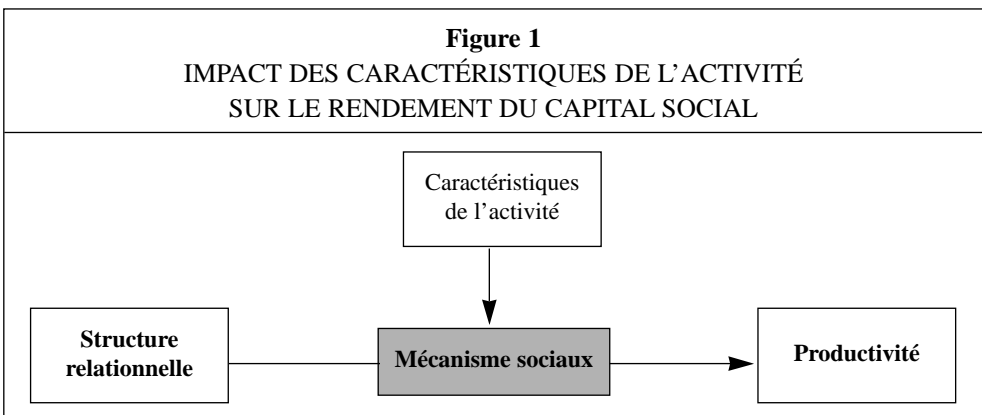 Figure 1
IMPACT DES CARACTÉRISTIQUES DE L'ACTIVITÉ
SUR LE RENDEMENT DU CAPITAL SOCIAL
Caractéristiques
de l'activité
Structure
relationnelle
Mécanisme sociaux
Productivité